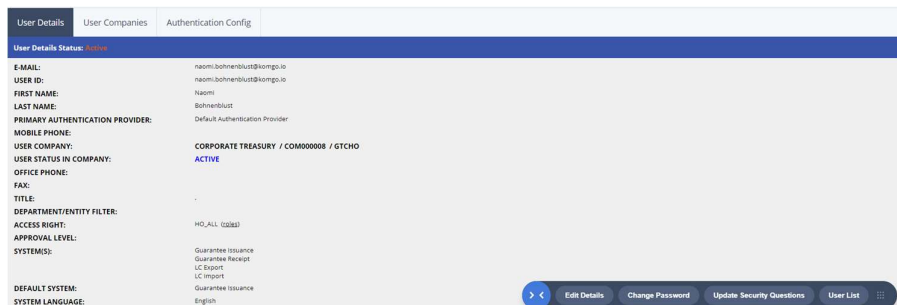 User Details User Companies Authentication Config
User Details Status: Active
E-MAIL: naomi.bohnenblust@komgo.io
USER ID: naomi.bohnenblust@komgo.io
FIRST NAME: Naomi
LAST NAME: Bohnenblust
PRIMARY AUTHENTICATION PROVIDER: Default Authentication Provider
MOBILE PHONE:
USER COMPANY: CORPORATE TREASURY / COM000008 / GTCHO
USER STATUS IN COMPANY: ACTIVE
OFFICE PHONE:
FAX:
TITLE: -
DEPARTMENT/ENTITY FILTER:
ACCESS RIGHT: HO_ALL (roles)
APPROVAL LEVEL:
SYSTEM(S): Guarantee Issuance
Guarantee Receipt
LC Export
LC Import
DEFAULT SYSTEM: Guarantee Issuance
SYSTEM LANGUAGE: English
Edit Details Change Password Update Security Questions User List